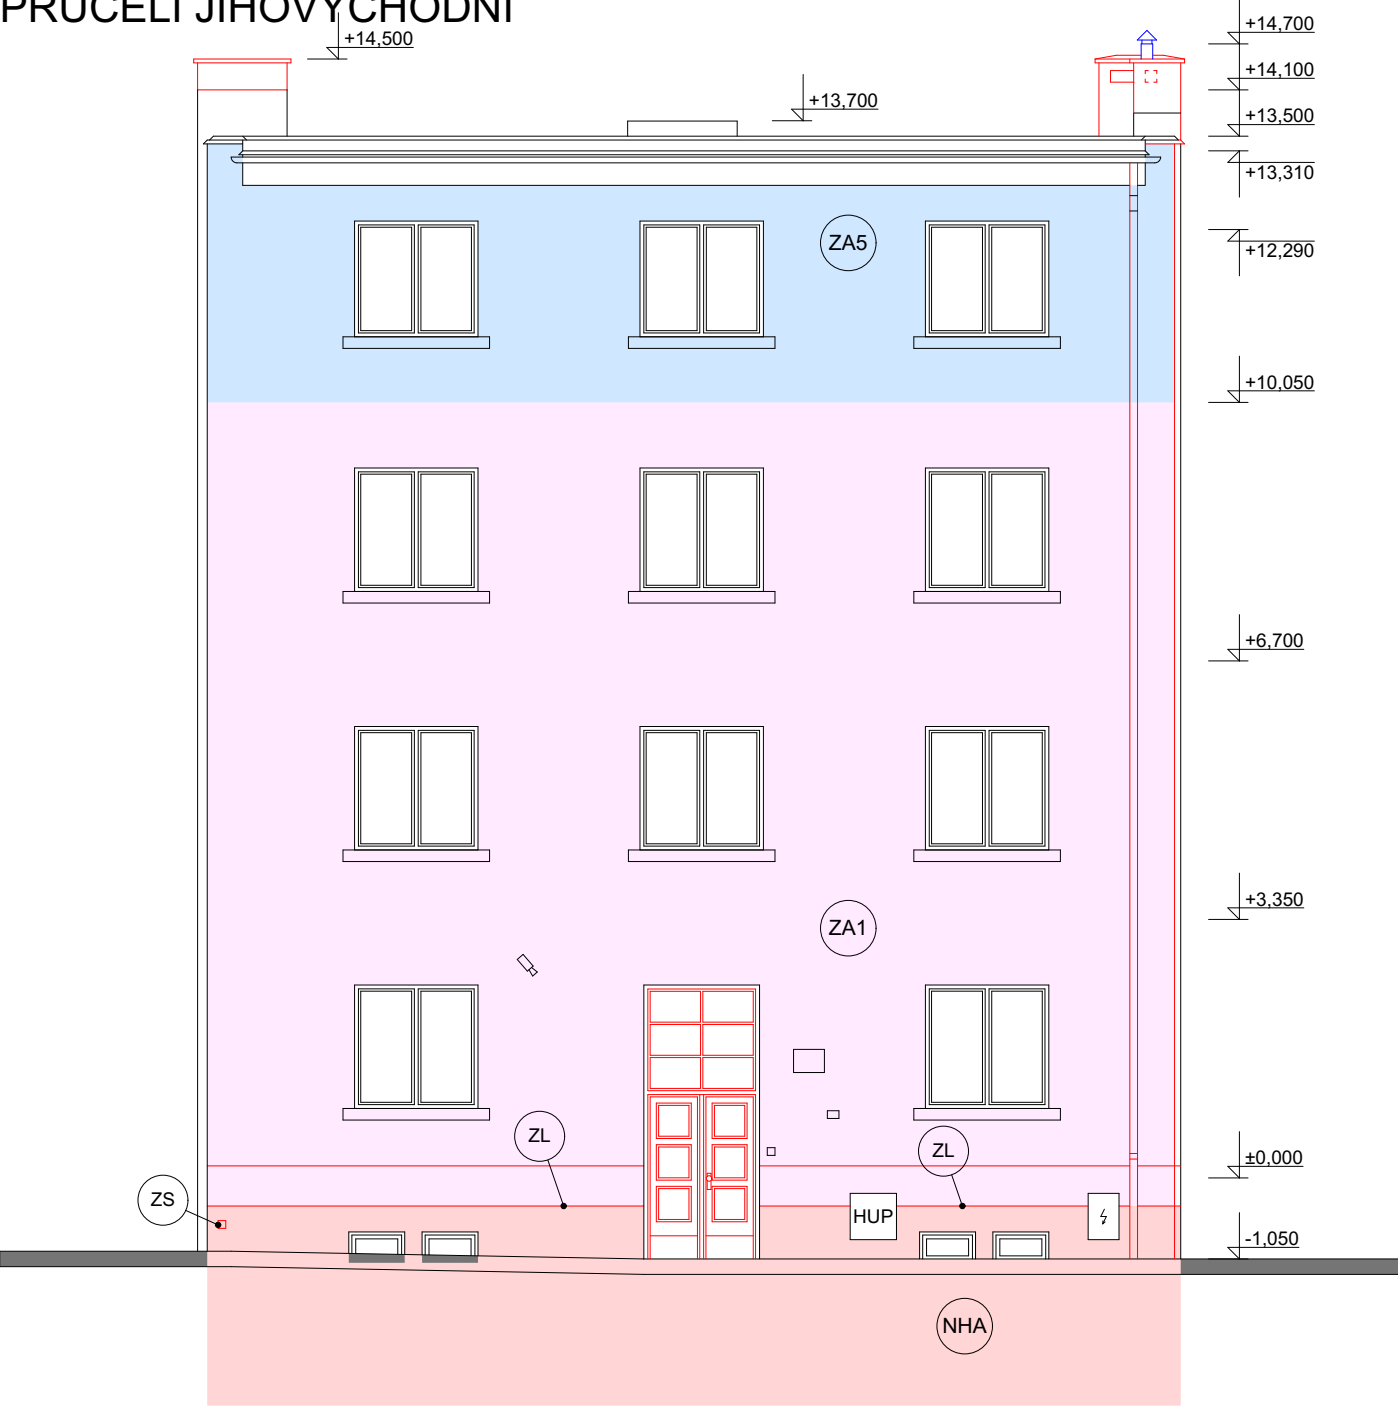 PRŮČELÍ JIHOVÝCHODNÍ
+14,500
+14,700
+14,100
+13,700
+13,500
+13,310
ZA5
+12,290
+10,050
+6,700
+3,350
ZA1
ZL
ZL
±0,000
ZS
HUP
-1,050
NHA